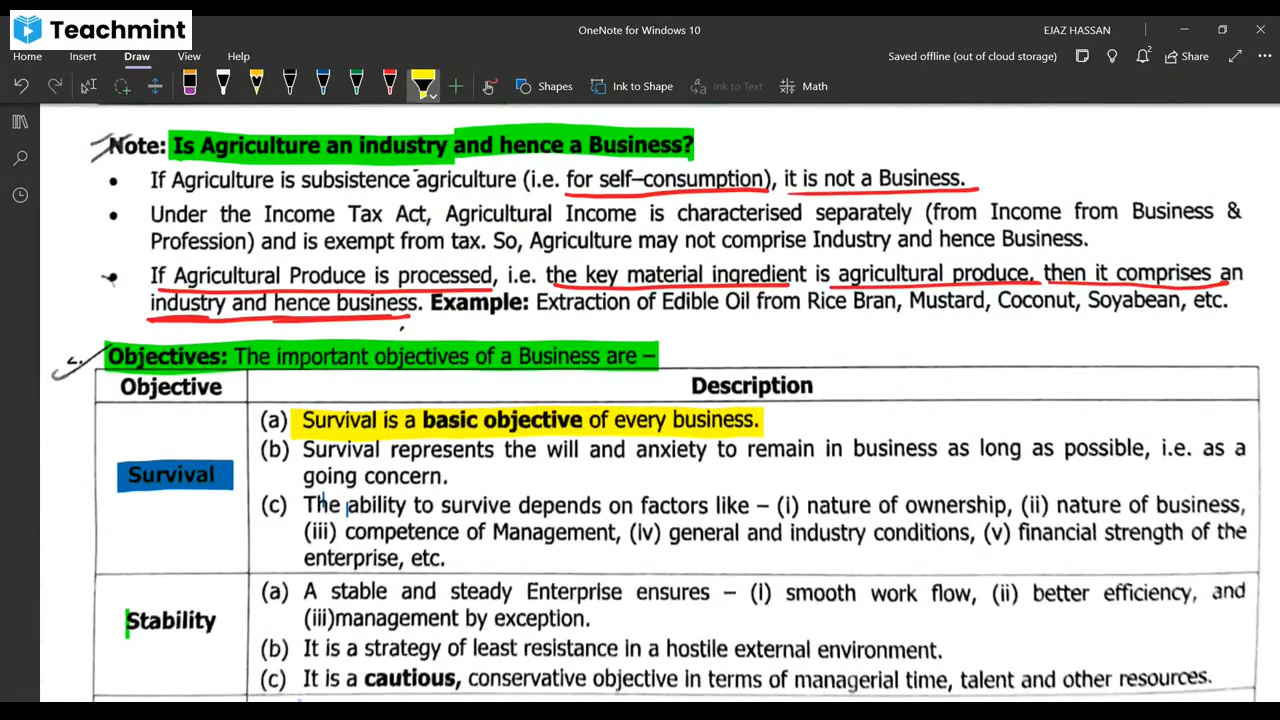 Teachmint
OneNote for Windows 10
EJAZ HASSAN
Home Insert Draw View Help
Saved offline (out of cloud storage)
Share
Shapes
Ink to Shape
Ink to Text
Math
Note: Is Agriculture an industry and hence a Business?
• If Agriculture is subsistence agriculture (i.e. for self-consumption), it is not a Business.
• Under the Income Tax Act, Agricultural Income is characterised separately (from Income from Business &
Profession) and is exempt from tax. So, Agriculture may not comprise Industry and hence Business.
• If Agricultural Produce is processed, i.e. the key material ingredient is agricultural produce, then it comprises an
industry and hence business. Example: Extraction of Edible Oil from Rice Bran, Mustard, Coconut, Soyabean, etc.
Objectives: The important objectives of a Business are –
Objective
Description
Survival
(a) Survival is a basic objective of every business.
(b) Survival represents the will and anxiety to remain in business as long as possible, i.e. as a
going concern.
(c) The ability to survive depends on factors like – (i) nature of ownership, (ii) nature of business,
(iii) competence of Management, (iv) general and industry conditions, (v) financial strength of the
enterprise, etc.
Stability
(a) A stable and steady Enterprise ensures – (i) smooth work flow, (ii) better efficiency, and
(iii)management by exception.
(b) It is a strategy of least resistance in a hostile external environment.
(c) It is a cautious, conservative objective in terms of managerial time, talent and other resources.